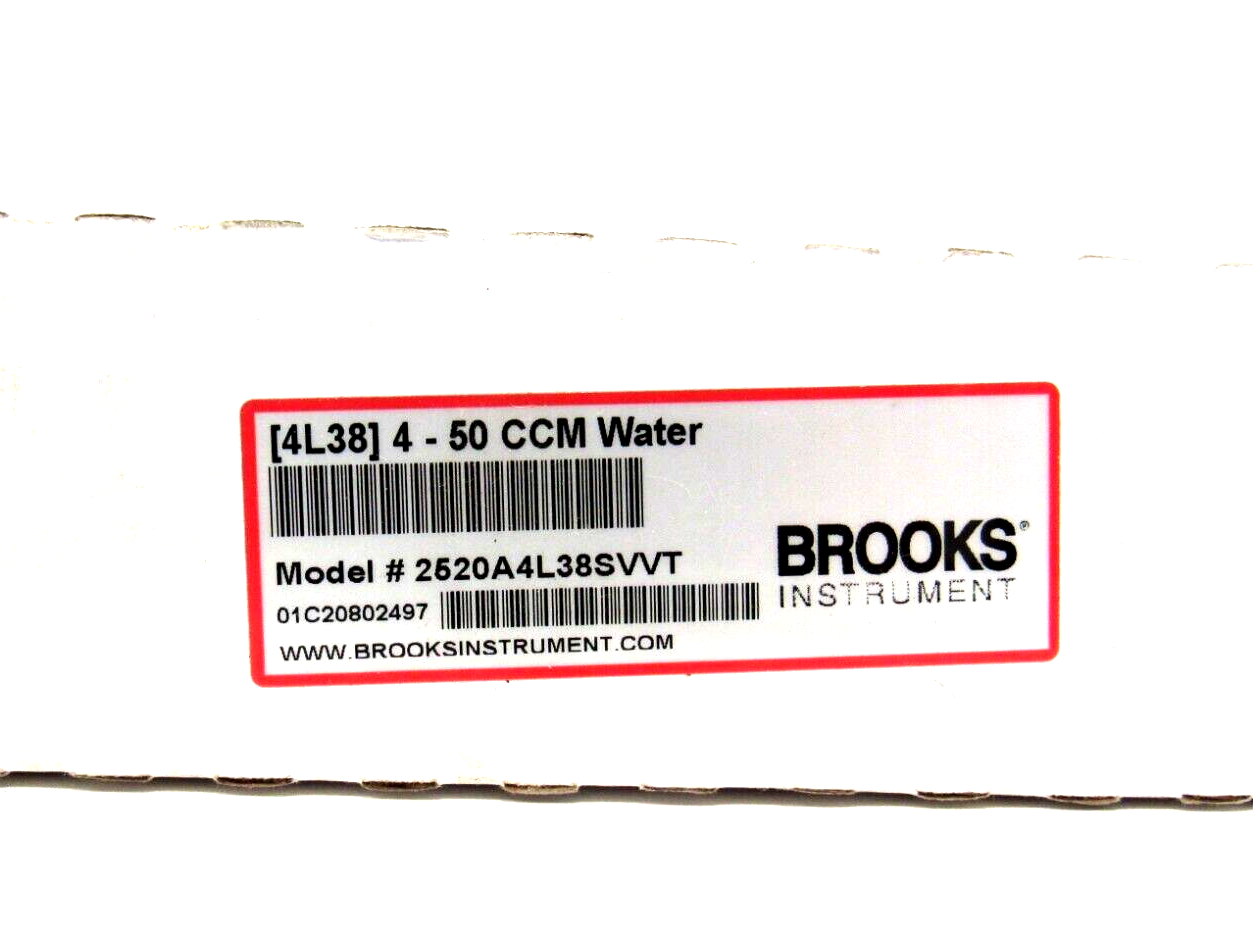 [4L38] 4 - 50 CCM Water
Model # 2520A4L38SVVT
01C20802497
WWW.BROOKSINSTRUMENT.COM
BROOKS®
INSTRUMENT